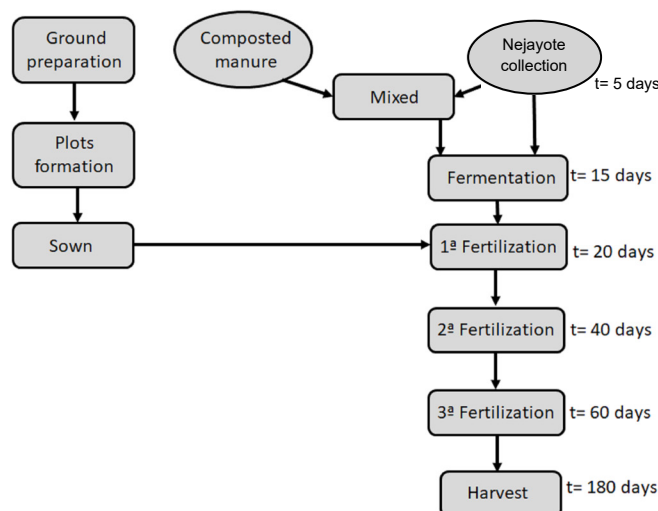 Ground
preparation
Composted
manure
Nejayote
collection
t= 5 days
Mixed
Plots
formation
Fermentation
t= 15 days
Sown
1ª Fertilization
t= 20 days
2ª Fertilization
t= 40 days
3ª Fertilization
t= 60 days
Harvest
t= 180 days